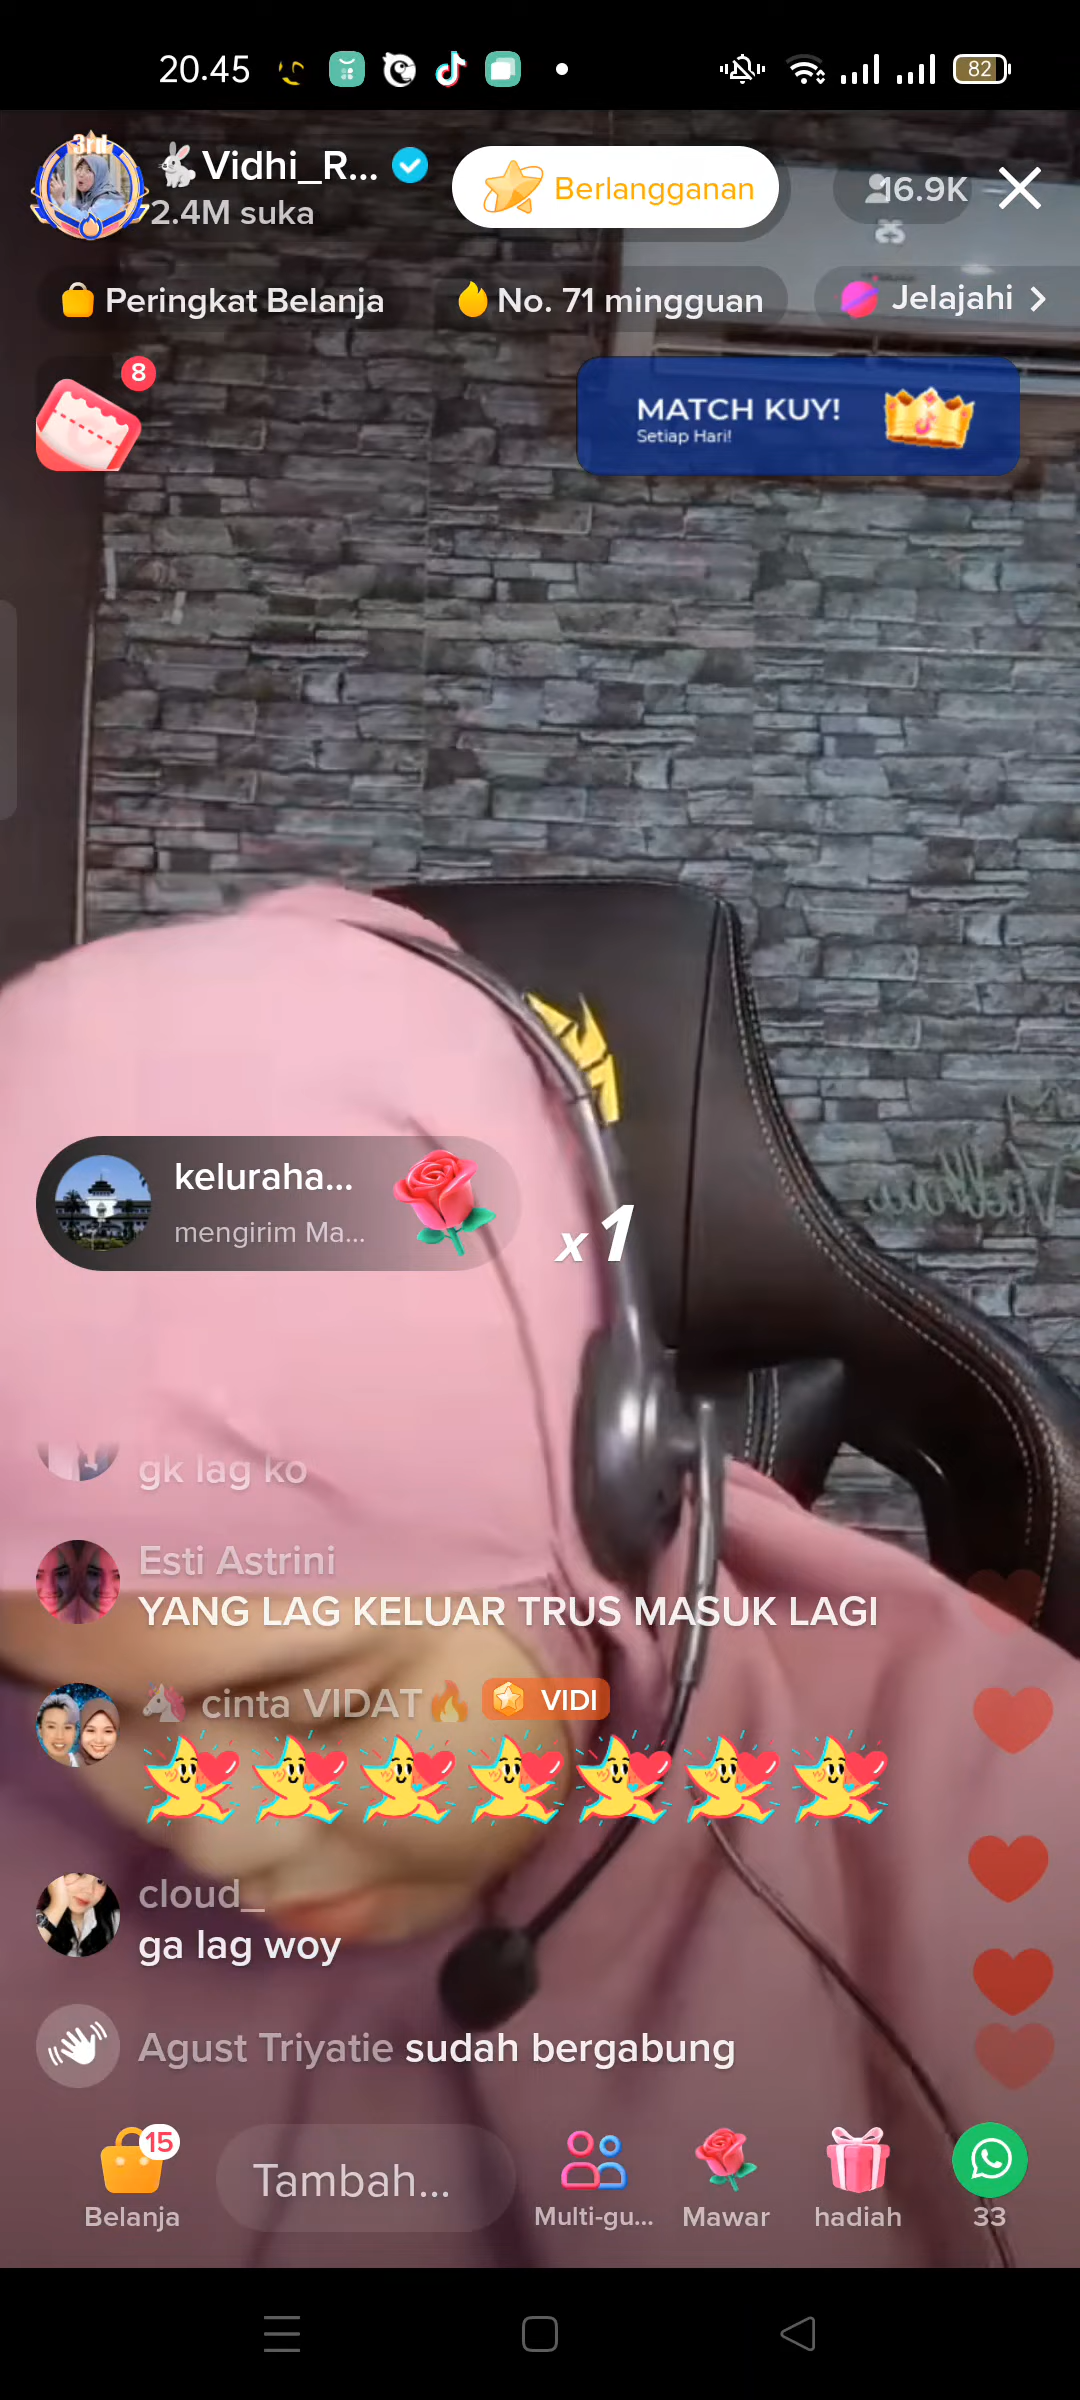 20.45
82
3rd
Vidhi_R...
2.4M suka
Berlangganan
16.9K
Peringkat Belanja
No. 71 mingguan
Jelajahi
8
MATCH KUY!
Setiap Hari!
keluraha...
mengirim Ma...
x1
gk lag ko
Esti Astrini
YANG LAG KELUAR TRUS MASUK LAGI
cinta VIDAT
VIDI
cloud_
ga lag woy
Agust Triyatie sudah bergabung
15
Belanja
Tambah...
Multi-gu...
Mawar
hadiah
33